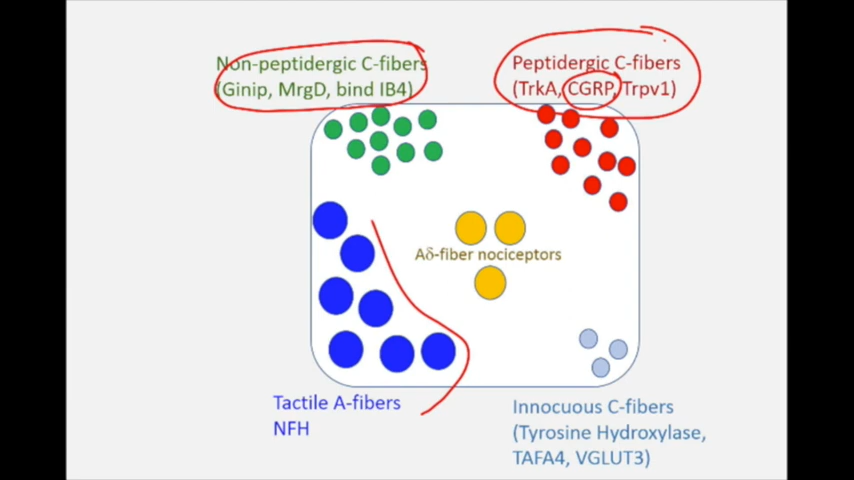 Non-peptidergic C-fibers
(Ginip, MrgD, bind IB4)
Peptidergic C-fibers
(TrkA, CGRP, Trpv1)
Aδ-fiber nociceptors
Tactile A-fibers
NFH
Innocuous C-fibers
(Tyrosine Hydroxylase,
TAFA4, VGLUT3)